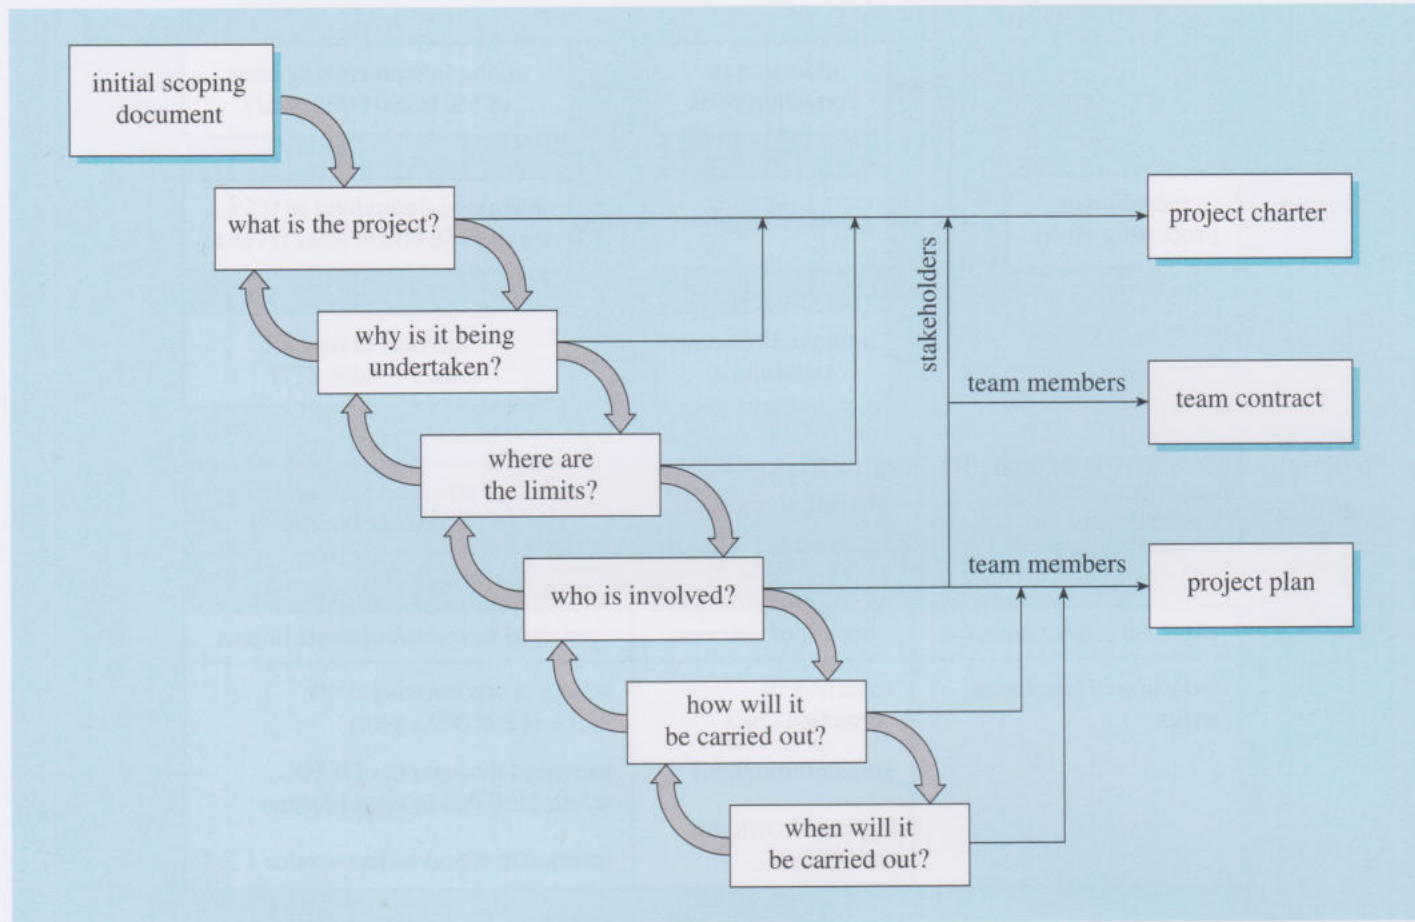 initial scoping
document
what is the project?
project charter
stakeholders
why is it being
undertaken?
team members
team contract
where are
the limits?
team members
who is involved?
project plan
how will it
be carried out?
when will it
be carried out?